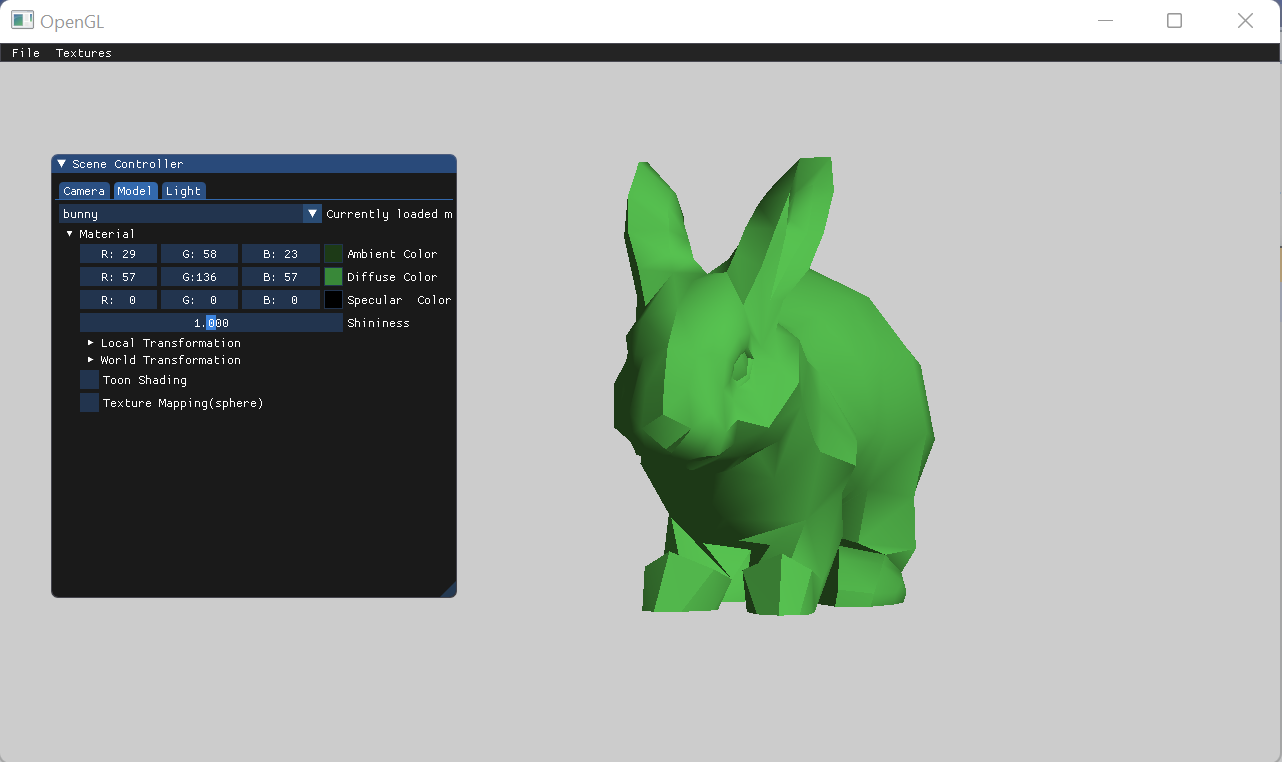 OpenGL
File Textures
Scene Controller
Camera Model Light
bunny Currently loaded m
Material
R: 29 G: 58 B: 23 Ambient Color
R: 57 G:136 B: 57 Diffuse Color
R: 0 G: 0 B: 0 Specular Color
1.000 Shininess
Local Transformation
World Transformation
Toon Shading
Texture Mapping(sphere)